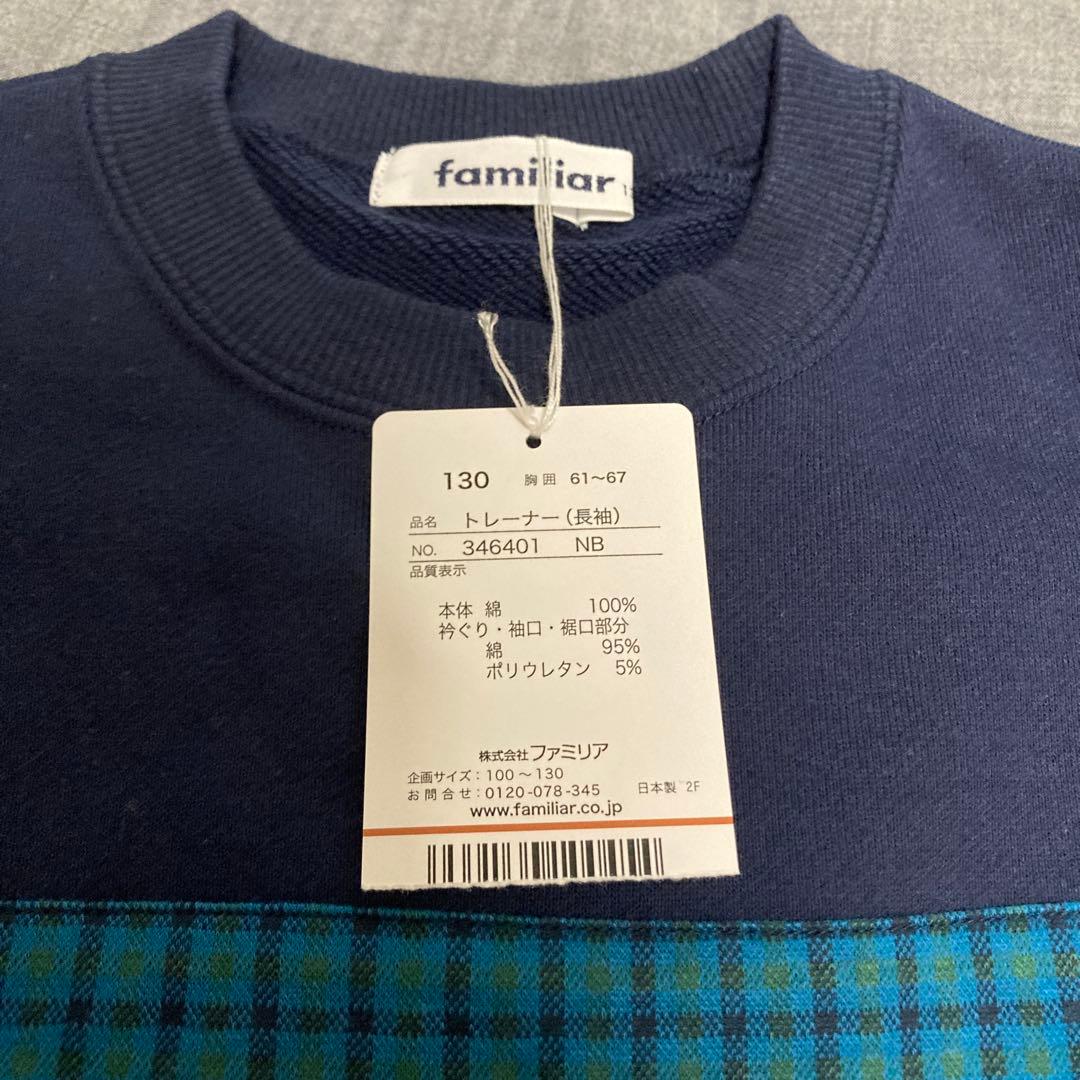 familiar
130 胸囲 61〜67
品名 トレーナー(長袖)
NO. 346401 NB
品質表示
本体 綿 100%
衿ぐり・袖口・裾口部分
綿 95%
ポリウレタン 5%
株式会社ファミリア
企画サイズ:100〜130
お問合せ:0120-078-345 日本製 2F
www.familiar.co.jp